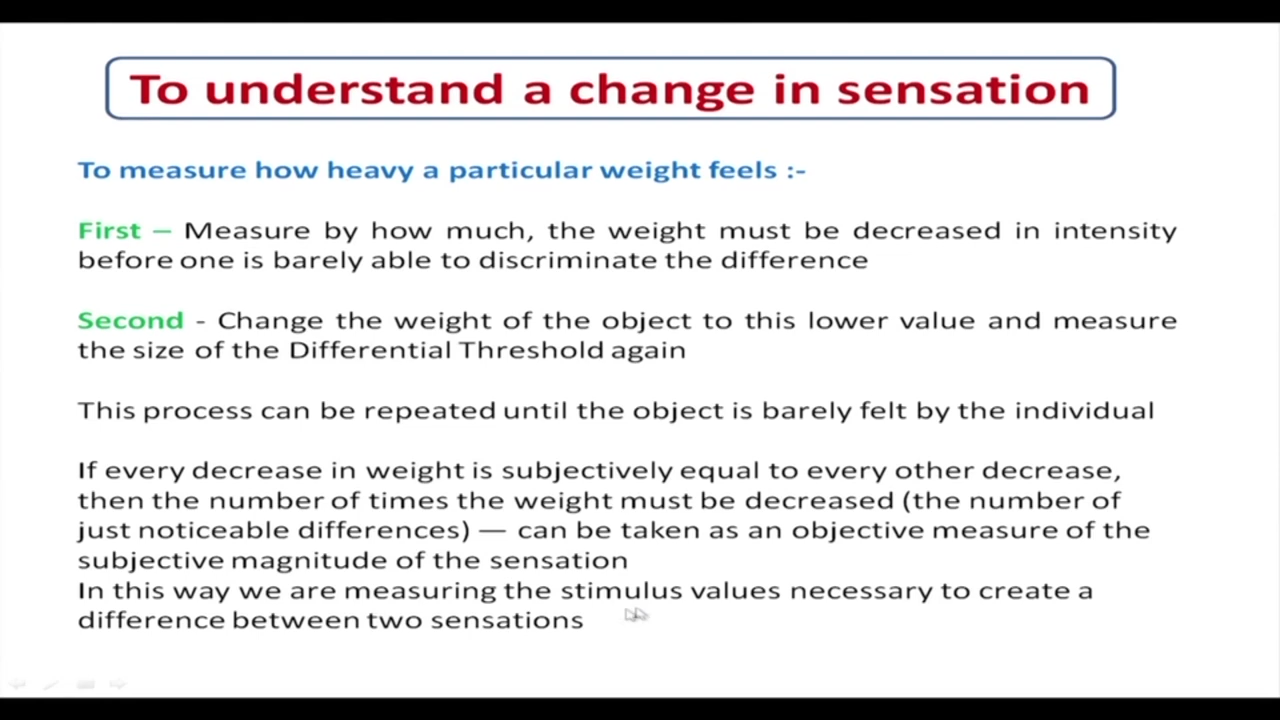 To understand a change in sensation
To measure how heavy a particular weight feels :-
First – Measure by how much, the weight must be decreased in intensity
before one is barely able to discriminate the difference
Second - Change the weight of the object to this lower value and measure
the size of the Differential Threshold again
This process can be repeated until the object is barely felt by the individual
If every decrease in weight is subjectively equal to every other decrease,
then the number of times the weight must be decreased (the number of
just noticeable differences) — can be taken as an objective measure of the
subjective magnitude of the sensation
In this way we are measuring the stimulus values necessary to create a
difference between two sensations